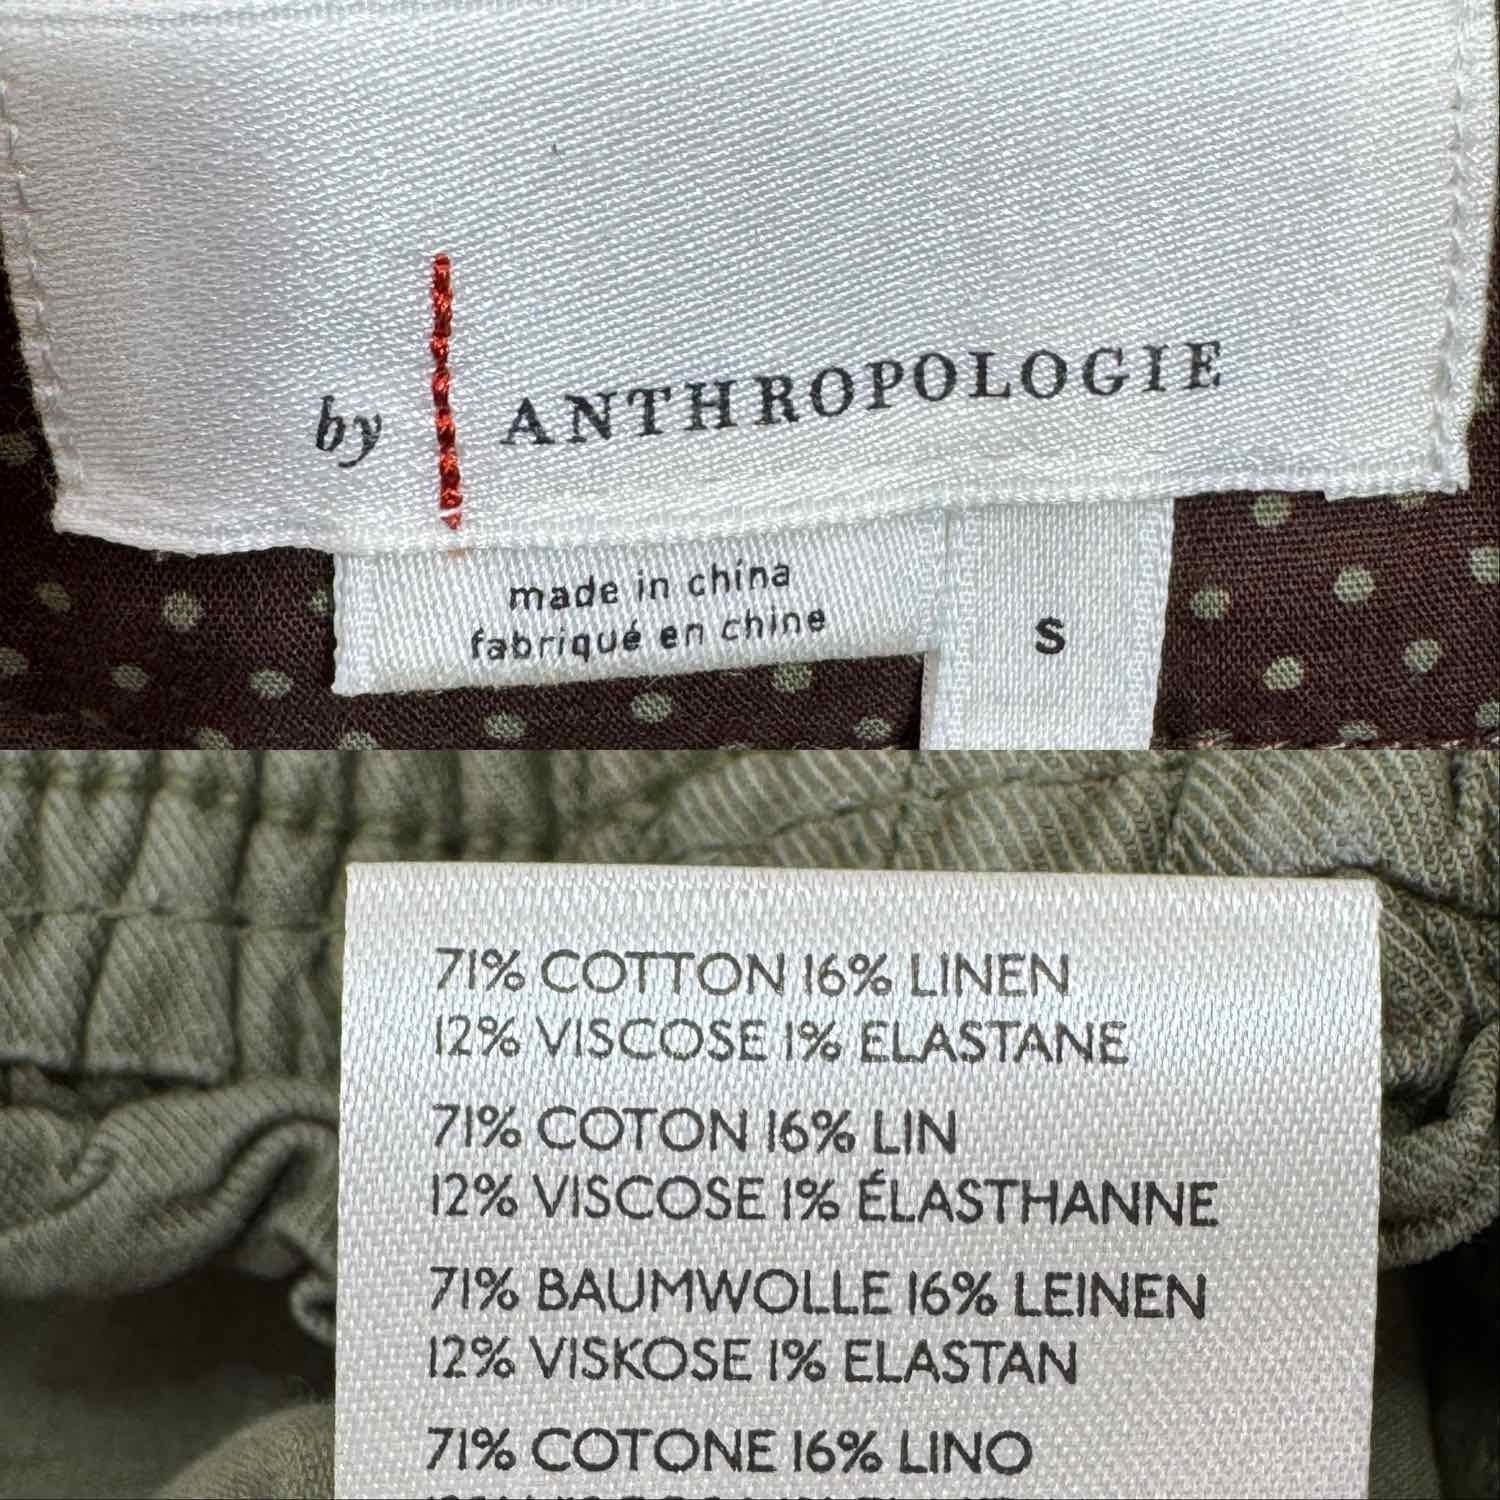 by ANTHROPOLOGIE
made in china
fabriqué en chine
S
71% COTTON 16% LINEN
12% VISCOSE 1% ELASTANE
71% COTON 16% LIN
12% VISCOSE 1% ÉLASTHANNE
71% BAUMWOLLE 16% LEINEN
12% VISKOSE 1% ELASTAN
71% COTONE 16% LINO